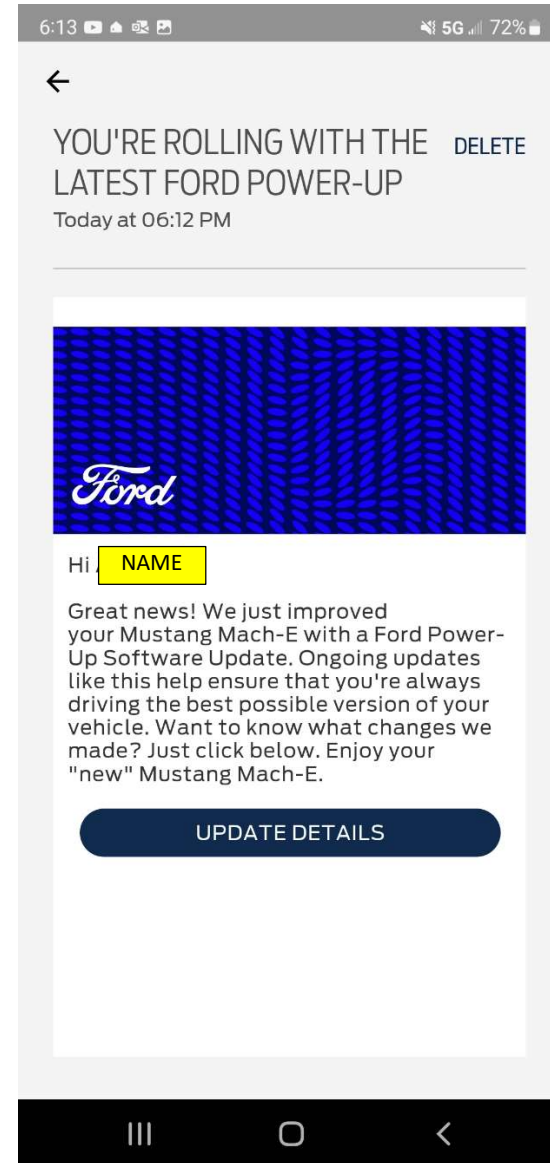 6:13 5G 72%
YOU'RE ROLLING WITH THE DELETE
LATEST FORD POWER-UP
Today at 06:12 PM
Ford
Hi NAME
Great news! We just improved
your Mustang Mach-E with a Ford Power-
Up Software Update. Ongoing updates
like this help ensure that you're always
driving the best possible version of your
vehicle. Want to know what changes we
made? Just click below. Enjoy your
"new" Mustang Mach-E.
UPDATE DETAILS